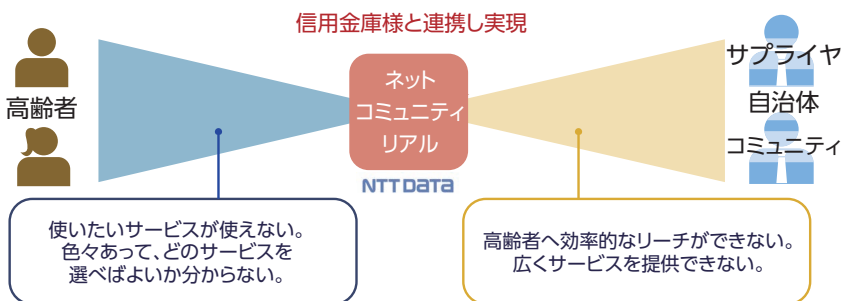 信用金庫様と連携し実現
高齢者
ネット
コミュニティ
リアル
NTT DATA
サプライヤ
自治体
コミュニティ
使いたいサービスが使えない。
色々あって、どのサービスを
選べばよいか分からない。
高齢者へ効率的なリーチができない。
広くサービスを提供できない。